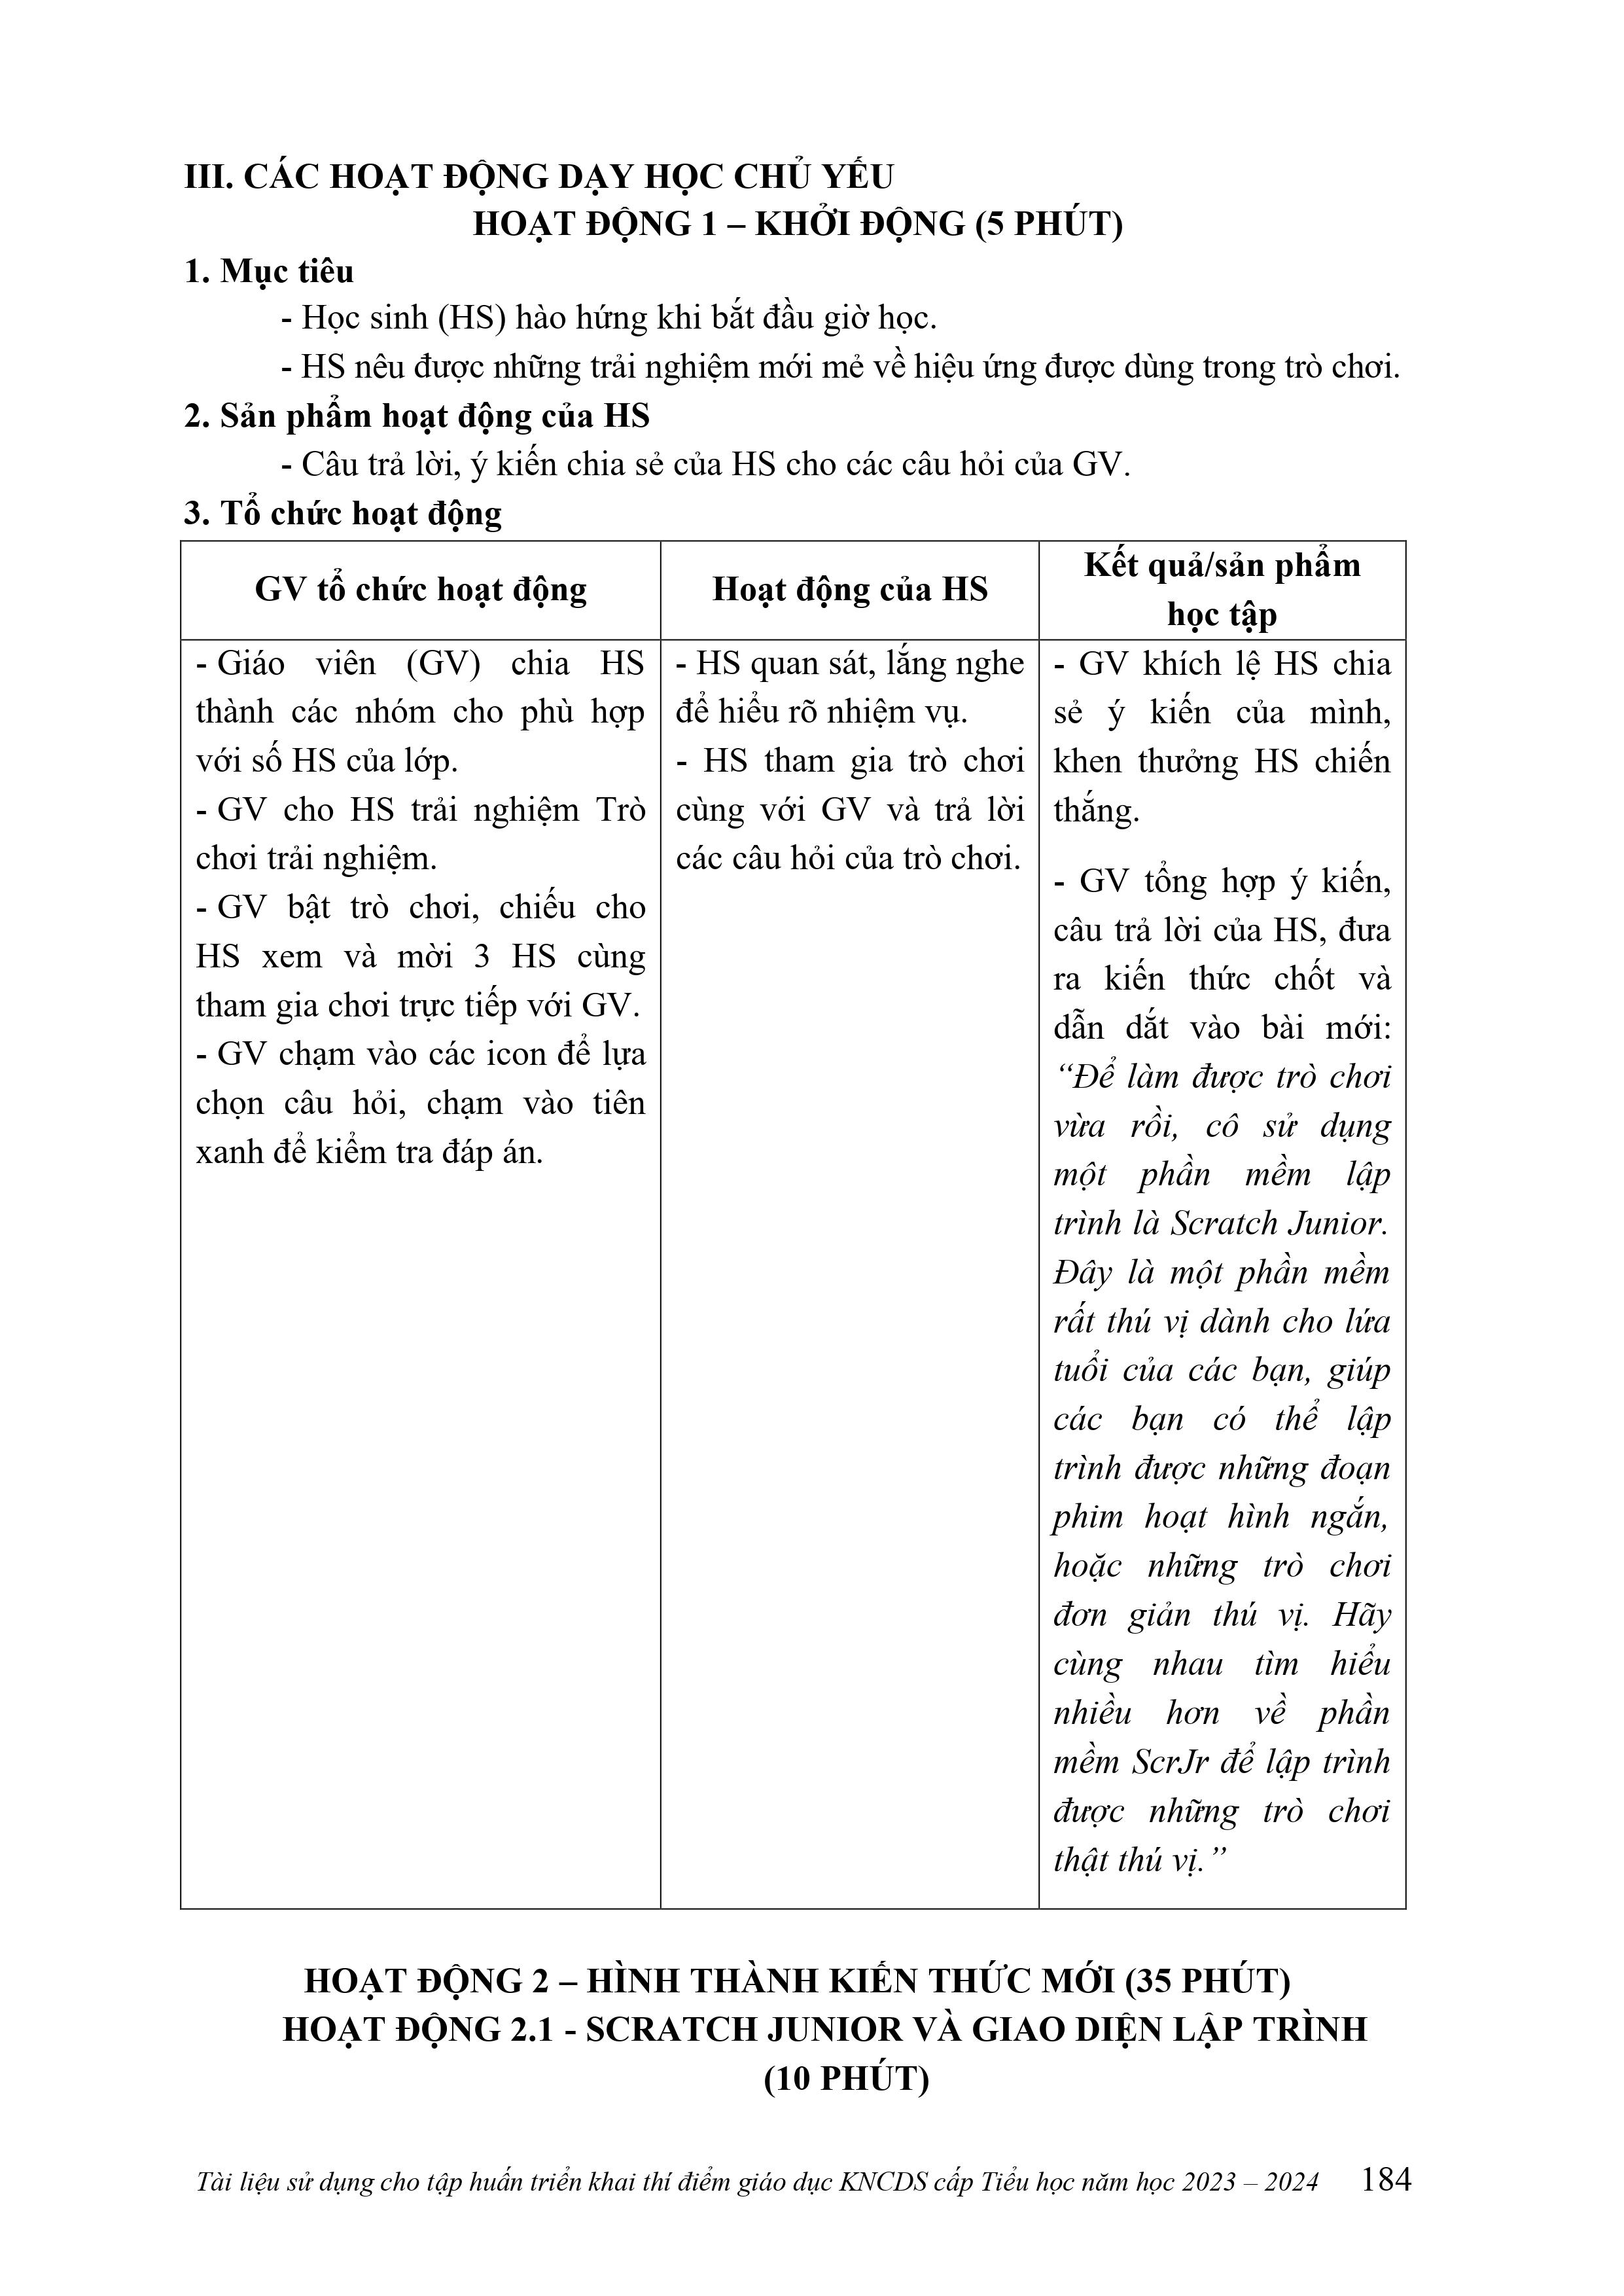 III. CÁC HOẠT ĐỘNG DẠY HỌC CHỦ YẾU
HOẠT ĐỘNG 1 – KHỞI ĐỘNG (5 PHÚT)
1. Mục tiêu
- Học sinh (HS) hào hứng khi bắt đầu giờ học.
- HS nêu được những trải nghiệm mới mẻ về hiệu ứng được dùng trong trò chơi.
2. Sản phẩm hoạt động của HS
- Câu trả lời, ý kiến chia sẻ của HS cho các câu hỏi của GV.
3. Tổ chức hoạt động
GV tổ chức hoạt động
Hoạt động của HS
Kết quả/sản phẩm
học tập
- Giáo viên (GV) chia HS
thành các nhóm cho phù hợp
với số HS của lớp.
- GV cho HS trải nghiệm Trò
chơi trải nghiệm.
- GV bật trò chơi, chiếu cho
HS xem và mời 3 HS cùng
tham gia chơi trực tiếp với GV.
- GV chạm vào các icon để lựa
chọn câu hỏi, chạm vào tiên
xanh để kiểm tra đáp án.
- HS quan sát, lắng nghe
để hiểu rõ nhiệm vụ.
- HS tham gia trò chơi
cùng với GV và trả lời
các câu hỏi của trò chơi.
- GV khích lệ HS chia
sẻ ý kiến của mình,
khen thưởng HS chiến
thắng.
- GV tổng hợp ý kiến,
câu trả lời của HS, đưa
ra kiến thức chốt và
dẫn dắt vào bài mới:
“Để làm được trò chơi
vừa rồi, cô sử dụng
một phần mềm lập
trình là Scratch Junior.
Đây là một phần mềm
rất thú vị dành cho lứa
tuổi của các bạn, giúp
các bạn có thể lập
trình được những đoạn
phim hoạt hình ngắn,
hoặc những trò chơi
đơn giản thú vị. Hãy
cùng nhau tìm hiểu
nhiều hơn về phần
mềm ScrJr để lập trình
được những trò chơi
thật thú vị.”
HOẠT ĐỘNG 2 – HÌNH THÀNH KIẾN THỨC MỚI (35 PHÚT)
HOẠT ĐỘNG 2.1 - SCRATCH JUNIOR VÀ GIAO DIỆN LẬP TRÌNH
(10 PHÚT)
Tài liệu sử dụng cho tập huấn triển khai thí điểm giáo dục KNCDS cấp Tiểu học năm học 2023 – 2024 184